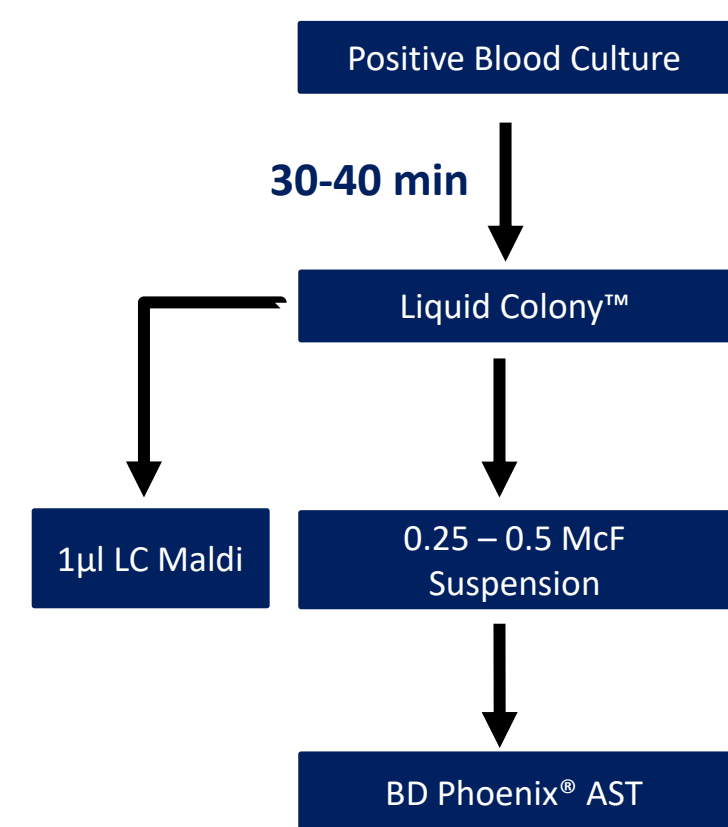 Positive Blood Culture
30-40 min
Liquid Colony™
1µl LC Maldi
0.25 – 0.5 McF
Suspension
BD Phoenix® AST